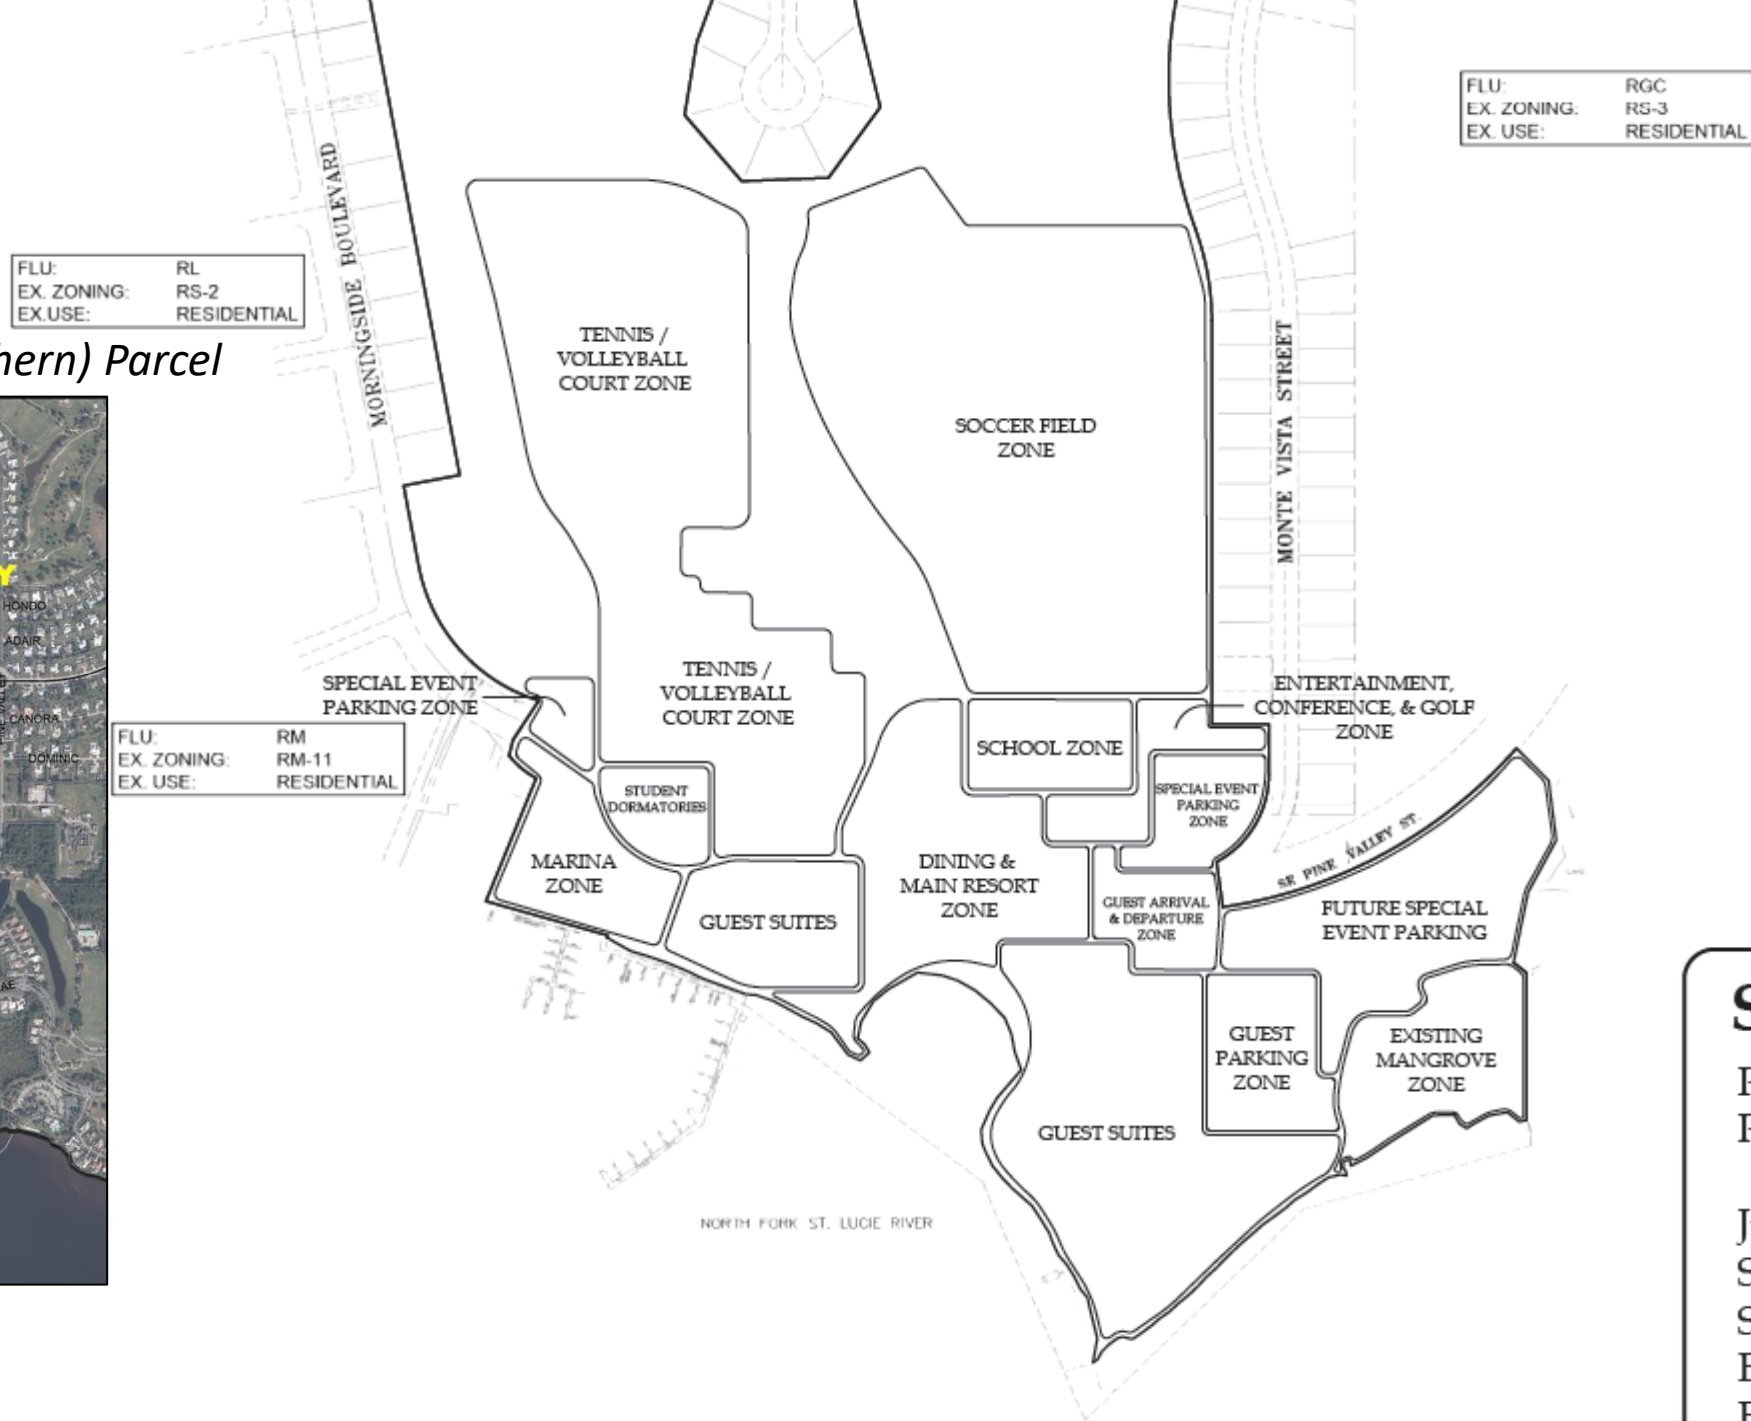 FLU: RGC
EX. ZONING: RS-3
EX. USE: RESIDENTIAL
MORNINGSIDE BOULEVARD
FLU: RL
EX. ZONING: RS-2
EX.USE: RESIDENTIAL
hern) Parcel
TENNIS /
VOLLEYBALL
COURT ZONE
SOCCER FIELD
ZONE
MONTE VISTA STREET
Y
HONDO
ADAIR
CANORA
DOMINIC
SPECIAL EVENT
PARKING ZONE
TENNIS /
VOLLEYBALL
COURT ZONE
ENTERTAINMENT,
CONFERENCE, & GOLF
ZONE
FLU: RM
EX. ZONING: RM-11
EX. USE: RESIDENTIAL
SCHOOL ZONE
STUDENT
DORMATORIES
SPECIAL EVENT
PARKING
ZONE
SE PINE VALLEY ST.
MARINA
ZONE
DINING &
MAIN RESORT
ZONE
GUEST SUITES
GUEST ARRIVAL
& DEPARTURE
ZONE
FUTURE SPECIAL
EVENT PARKING
GUEST
PARKING
ZONE
EXISTING
MANGROVE
ZONE
GUEST SUITES
NORTH FORK ST. LUCIE RIVER
S
J
S
S